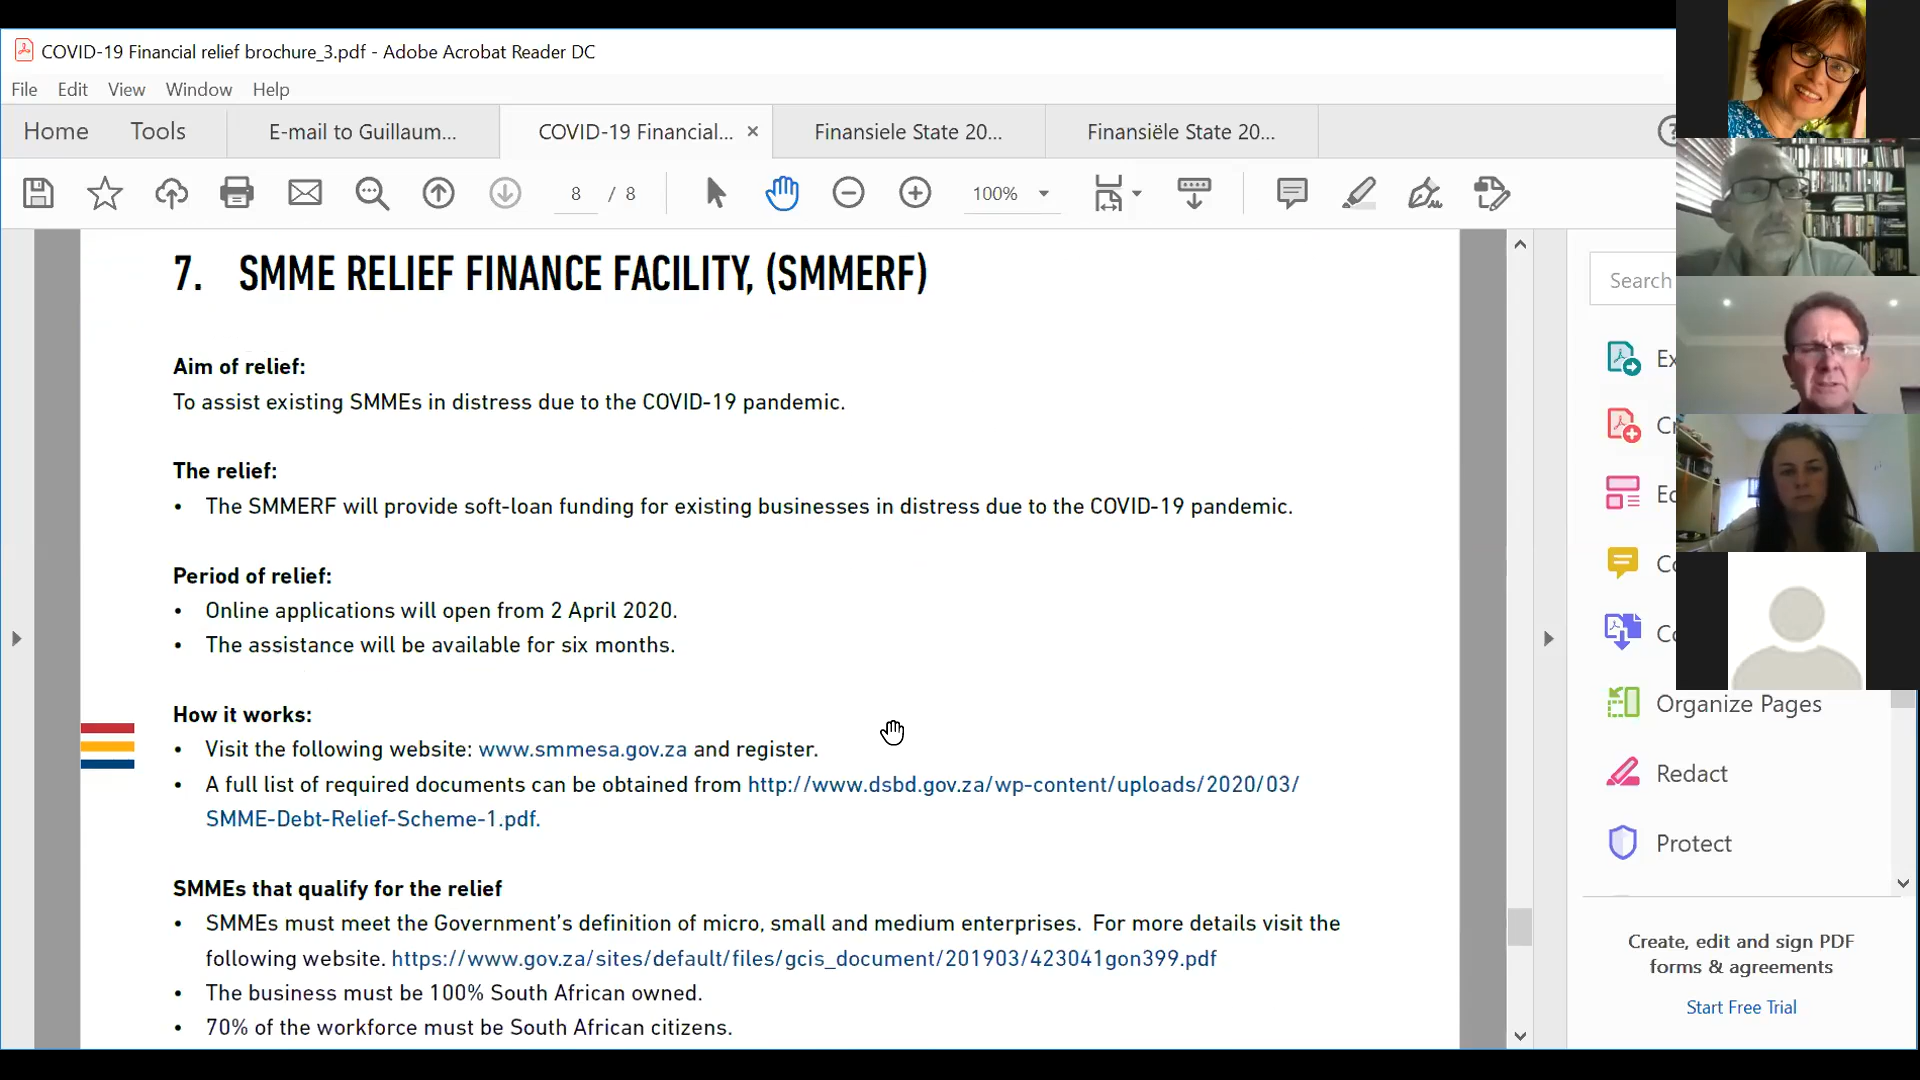 COVID-19 Financial relief brochure_3.pdf - Adobe Acrobat Reader DC
File Edit View Window Help
Home Tools E-mail to Guillaum... COVID-19 Financial... × Finansiele State 20... Finansiële State 20...
8 / 8 100%
7. SMME RELIEF FINANCE FACILITY, (SMMERF)
Search
Aim of relief:
To assist existing SMMEs in distress due to the COVID-19 pandemic.
The relief:
• The SMMERF will provide soft-loan funding for existing businesses in distress due to the COVID-19 pandemic.
Period of relief:
• Online applications will open from 2 April 2020.
• The assistance will be available for six months.
How it works:
• Visit the following website: www.smmesa.gov.za and register.
• A full list of required documents can be obtained from http://www.dsbd.gov.za/wp-content/uploads/2020/03/
SMME-Debt-Relief-Scheme-1.pdf.
SMMEs that qualify for the relief
• SMMEs must meet the Government's definition of micro, small and medium enterprises. For more details visit the
following website. https://www.gov.za/sites/default/files/gcis_document/201903/423041gon399.pdf
• The business must be 100% South African owned.
• 70% of the workforce must be South African citizens.
Organize Pages
Redact
Protect
Create, edit and sign PDF
forms & agreements
Start Free Trial